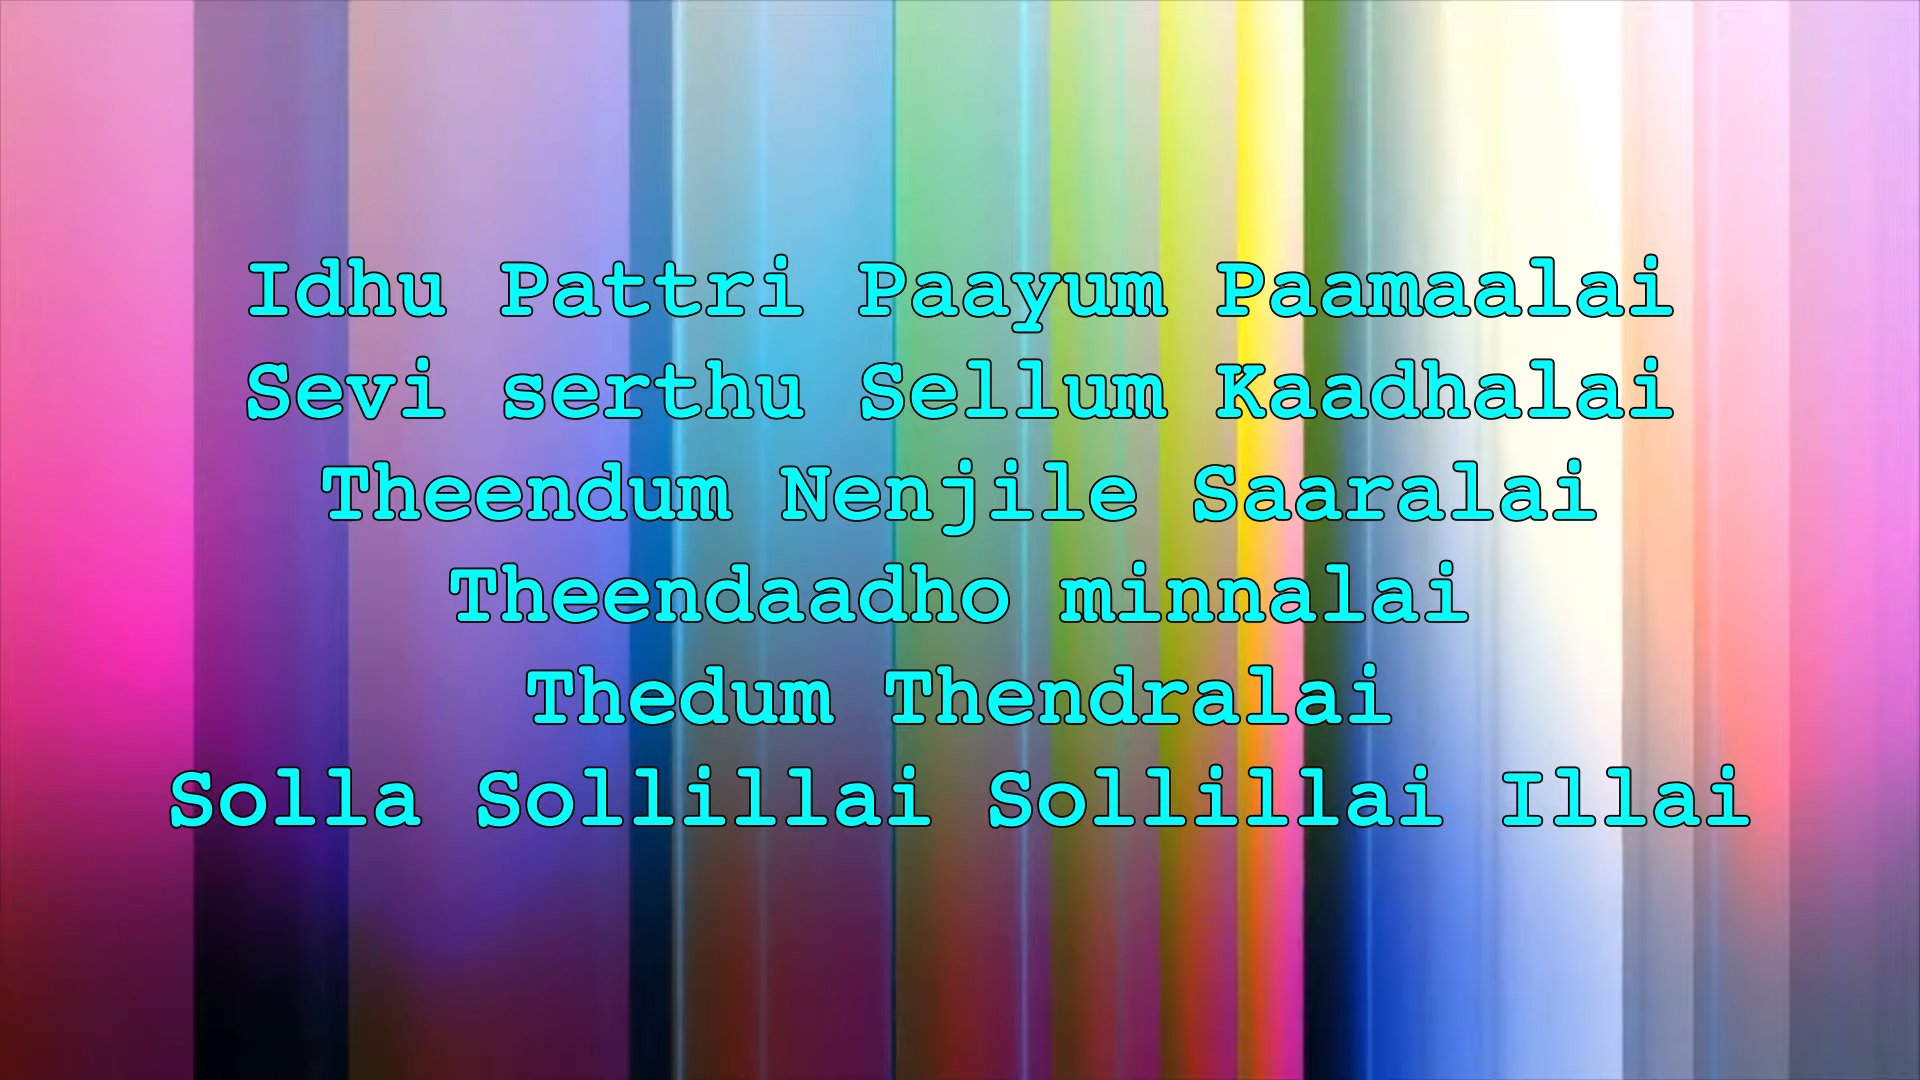 Idhu Pattri Paayum Paamaalai
Sevi serthu Sellum Kaadhalai
Theendum Nenjile Saaralai
Theendaadho minnalai
Thedum Thendralai
Solla Sollillai Sollillai Illai